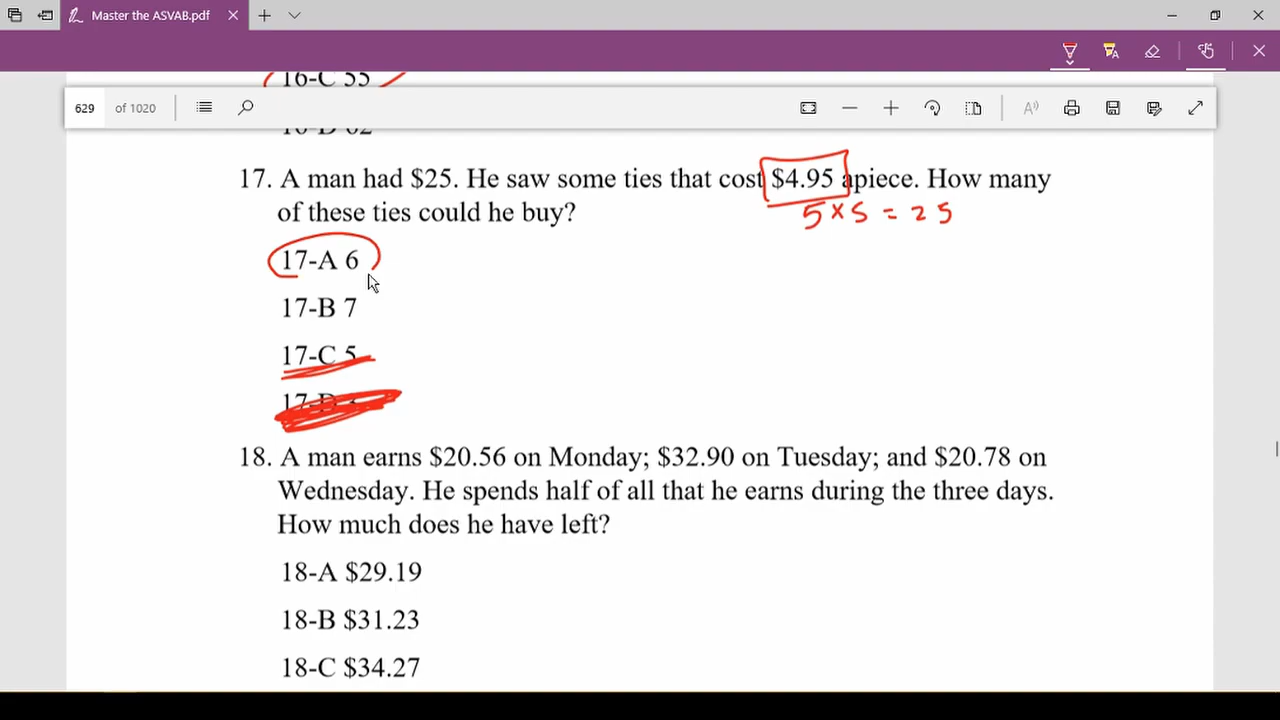 Master the ASVAB.pdf
16-C 55
629 of 1020
17. A man had $25. He saw some ties that cost $4.95 apiece. How many
of these ties could he buy?
5 x 5 = 25
17-A 6
17-B 7
17-C 5
17-D
18. A man earns $20.56 on Monday; $32.90 on Tuesday; and $20.78 on
Wednesday. He spends half of all that he earns during the three days.
How much does he have left?
18-A $29.19
18-B $31.23
18-C $34.27